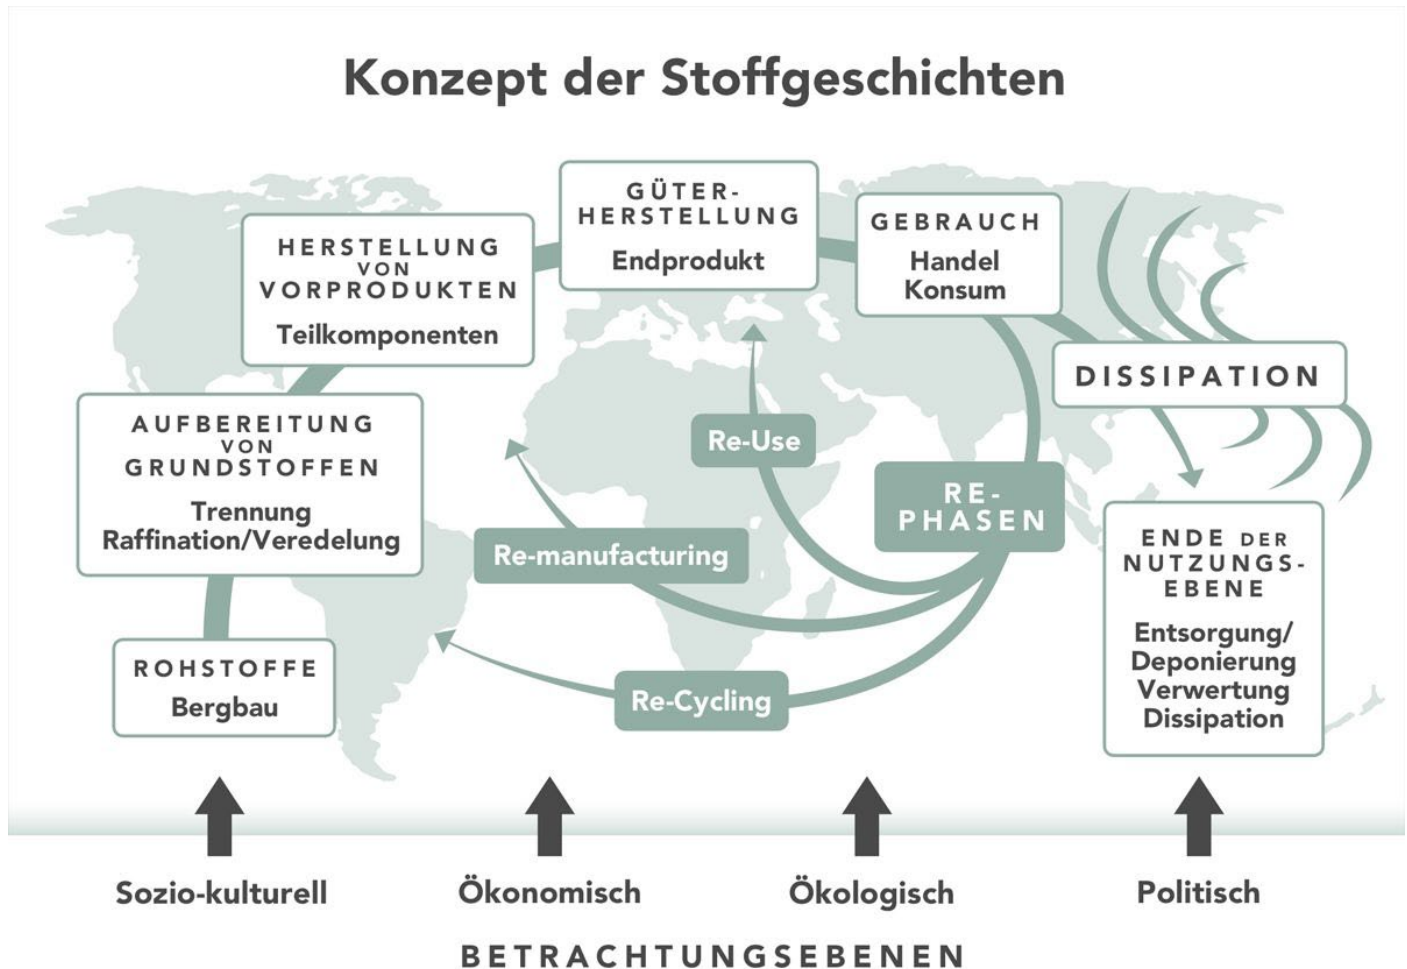 Konzept der Stoffgeschichten
GÜTER-
HERSTELLUNG
Endprodukt
GEBRAUCH
Handel
Konsum
HERSTELLUNG
VON
VORPRODUKTEN
Teilkomponenten
DISSIPATION
AUFBEREITUNG
VON
GRUNDSTOFFEN
Trennung
Raffination/Veredelung
Re-Use
RE-
PHASEN
Re-manufacturing
ENDE DER
NUTZUNGS-
EBENE
Entsorgung/
Deponierung
Verwertung
Dissipation
ROHSTOFFE
Bergbau
Re-Cycling
Sozio-kulturell
Ökonomisch
Ökologisch
Politisch
BETRACHTUNGSEBENEN